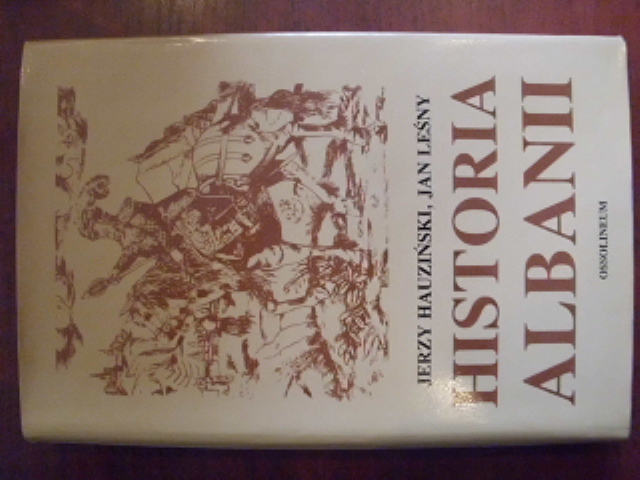 JERZY HAUZIŃSKI, JAN LEŚNY
HISTORIA
ALBANII
OSSOLINEUM